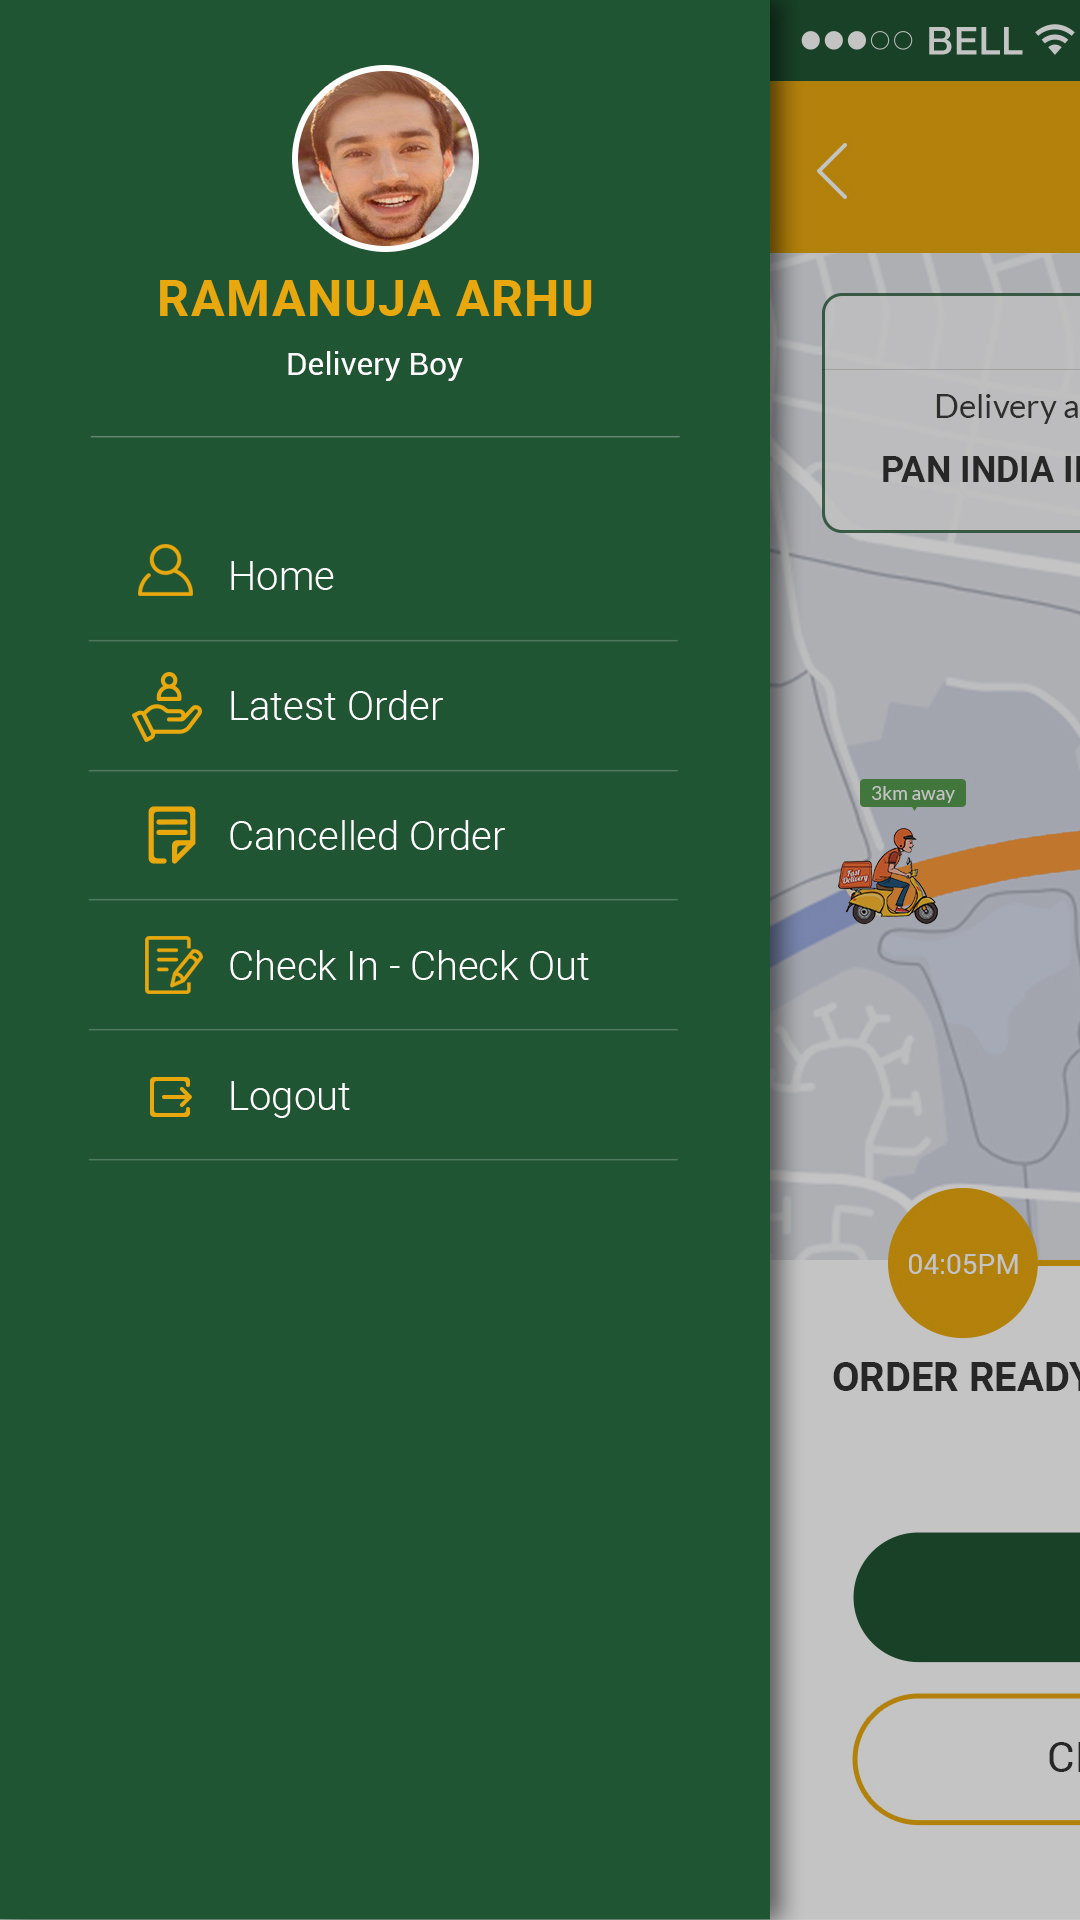 BELL
RAMANUJA ARHU
Delivery Boy
Home
Latest Order
Cancelled Order
Check In - Check Out
Logout
Delivery a
PAN INDIA
3km away
Fast
Delivery
04:05PM
ORDER READY